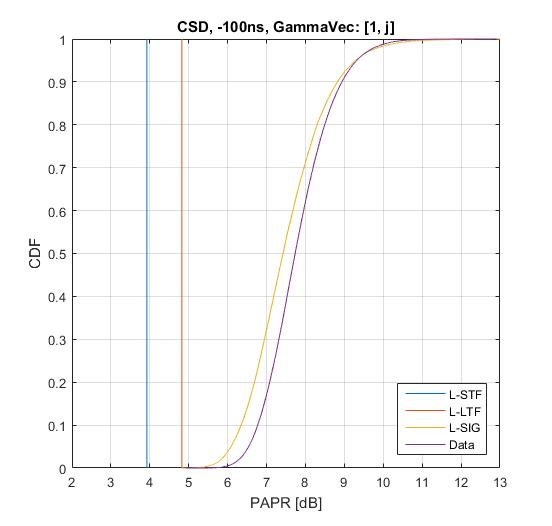 CSD, -100ns, GammaVec: [1, j]
1
0.9
0.8
0.7
0.6
0.5
0.4
0.3
0.2
0.1
0
CDF
L-STF
L-LTF
L-SIG
Data
2 3 4 5 6 7 8 9 10 11 12 13
PAPR [dB]